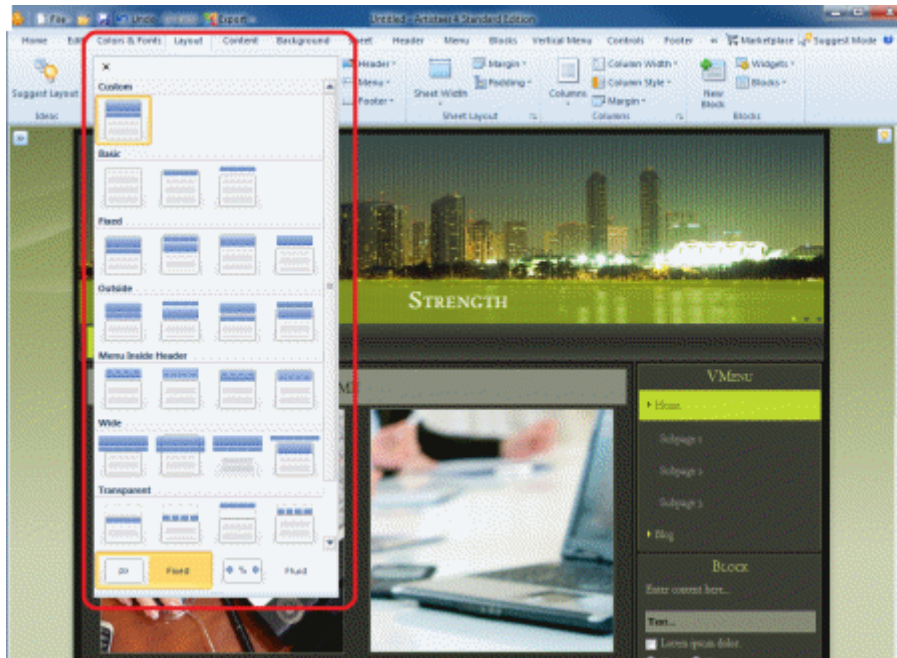 File Undo Export
Untitled - Artisteer 4 Standard Edition
Home Edit Colors & Fonts Layout Content Background Sheet Header Menu Blocks Vertical Menu Controls Footer Marketplace Suggest Mode
Suggest Layout
Ideas
Custom
Basic
Fixed
Outside
Menu Inside Header
Wide
Transparent
px Fixed % Fluid
Header
Menu
Footer
Sheet Width
Margin
Padding
Sheet Layout
Columns
Column Width
Column Style
Margin
Columns
New Block
Widgets
Blocks
Blocks
STRENGTH
VMENU
Home
Subpage 1
Subpage 2
Subpage 3
Blog
BLOCK
Enter content here...
Text...
Lorem ipsum dolor.